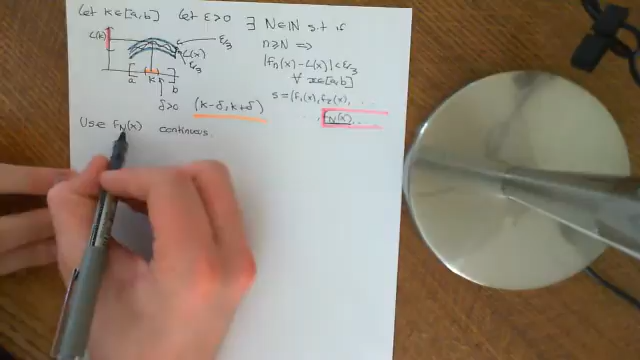 Let k∈[a,b] Let ε>0 ∃ N∈ℕ s.t if
n≥N ⟹
|fn(x)-L(x)|<ε/3
∀ x∈[a,b]
L(k)
ε/3
L(x)
ε/3
a k b
δ>0 (k-δ, k+δ)
S=(f1(x), f2(x), ...
..., fN(x), ...
Use fN(x) continuous.